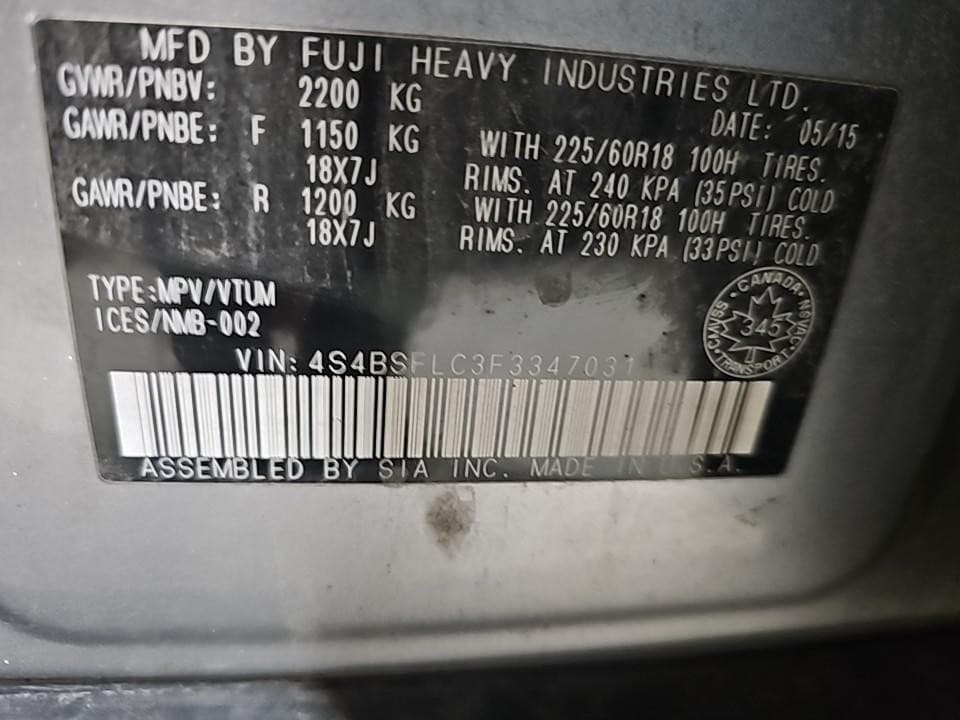 MFD BY FUJI HEAVY INDUSTRIES LTD.
GVWR/PNBV: 2200 KG DATE: 05/15
GAWR/PNBE: F 1150 KG WITH 225/60R18 100H TIRES.
18X7J RIMS. AT 240 KPA (35PSI) COLD
GAWR/PNBE: R 1200 KG WITH 225/60R18 100H TIRES.
18X7J RIMS. AT 230 KPA (33PSI) COLD
TYPE:MPV/VTUM
ICES/NMB-002
CANADA
CMVSS 345 NSVAC
TRANSPORT
VIN: 4S4BSFLC3F3347031
ASSEMBLED BY SIA INC. MADE IN U.S.A.